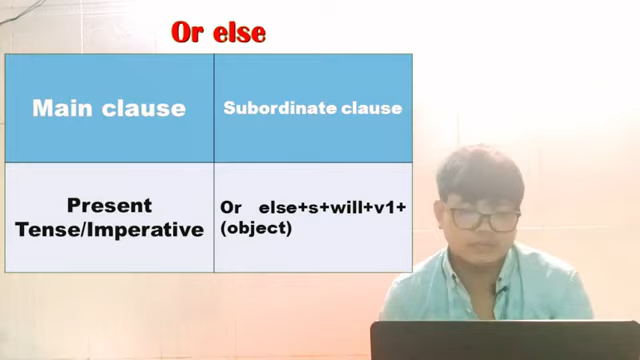 Or else
Main clause
Subordinate clause
Present
Tense/Imperative
Or else+s+will+v1+
(object)